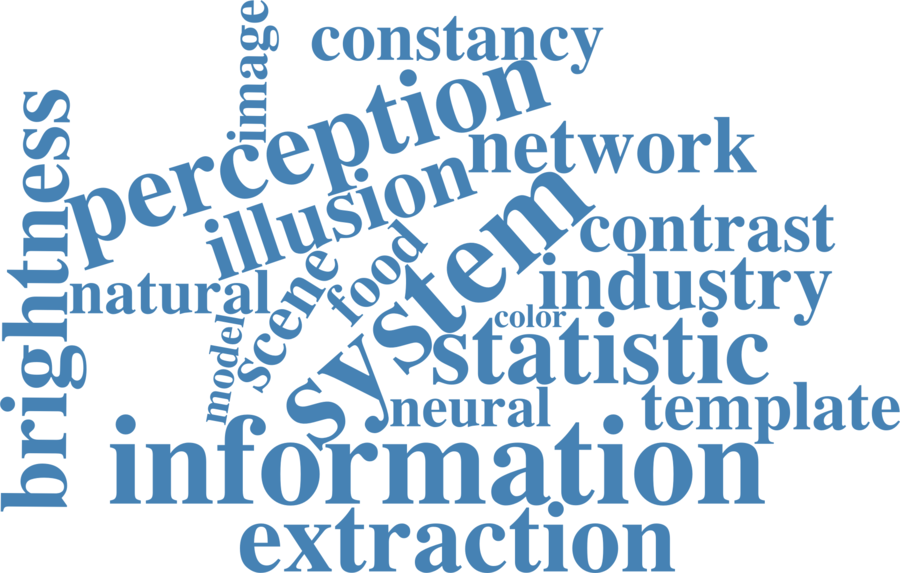 image
constancy
perception
network
brightness
illusion
system
contrast
food
scene
natural
industry
color
model
statistic
neural
template
information
extraction